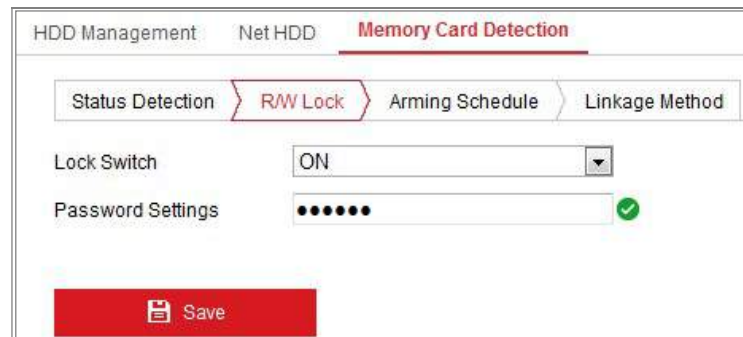 HDD Management Net HDD Memory Card Detection
Status Detection R/W Lock Arming Schedule Linkage Method
Lock Switch ON
Password Settings ●●●●●●
Save